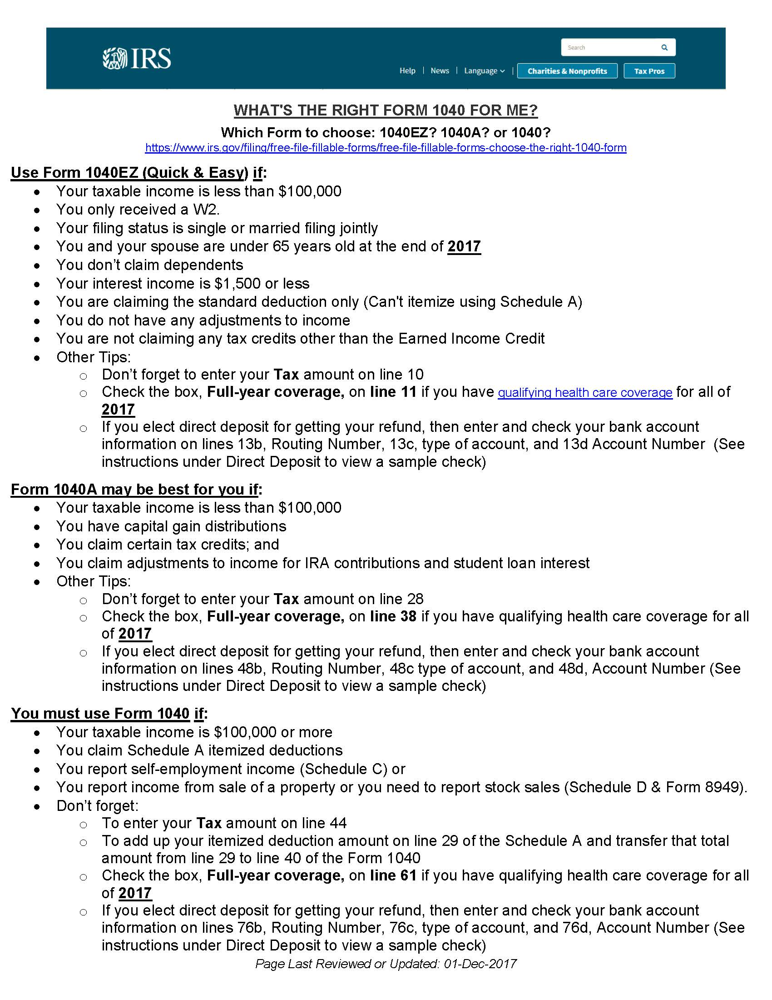 IRS
Search
Help | News | Language | Charities & Nonprofits Tax Pros
WHAT'S THE RIGHT FORM 1040 FOR ME?
Which Form to choose: 1040EZ? 1040A? or 1040?
https://www.irs.gov/filing/free-file-fillable-forms/free-file-fillable-forms-choose-the-right-1040-form
Use Form 1040EZ (Quick & Easy) if:
• Your taxable income is less than $100,000
• You only received a W2.
• Your filing status is single or married filing jointly
• You and your spouse are under 65 years old at the end of 2017
• You don’t claim dependents
• Your interest income is $1,500 or less
• You are claiming the standard deduction only (Can't itemize using Schedule A)
• You do not have any adjustments to income
• You are not claiming any tax credits other than the Earned Income Credit
• Other Tips:
o Don’t forget to enter your Tax amount on line 10
o Check the box, Full-year coverage, on line 11 if you have qualifying health care coverage for all of
2017
o If you elect direct deposit for getting your refund, then enter and check your bank account
information on lines 13b, Routing Number, 13c, type of account, and 13d Account Number (See
instructions under Direct Deposit to view a sample check)
Form 1040A may be best for you if:
• Your taxable income is less than $100,000
• You have capital gain distributions
• You claim certain tax credits; and
• You claim adjustments to income for IRA contributions and student loan interest
• Other Tips:
o Don’t forget to enter your Tax amount on line 28
o Check the box, Full-year coverage, on line 38 if you have qualifying health care coverage for all
of 2017
o If you elect direct deposit for getting your refund, then enter and check your bank account
information on lines 48b, Routing Number, 48c type of account, and 48d, Account Number (See
instructions under Direct Deposit to view a sample check)
You must use Form 1040 if:
• Your taxable income is $100,000 or more
• You claim Schedule A itemized deductions
• You report self-employment income (Schedule C) or
• You report income from sale of a property or you need to report stock sales (Schedule D & Form 8949).
• Don’t forget:
o To enter your Tax amount on line 44
o To add up your itemized deduction amount on line 29 of the Schedule A and transfer that total
amount from line 29 to line 40 of the Form 1040
o Check the box, Full-year coverage, on line 61 if you have qualifying health care coverage for all
of 2017
o If you elect direct deposit for getting your refund, then enter and check your bank account
information on lines 76b, Routing Number, 76c, type of account, and 76d, Account Number (See
instructions under Direct Deposit to view a sample check)
Page Last Reviewed or Updated: 01-Dec-2017